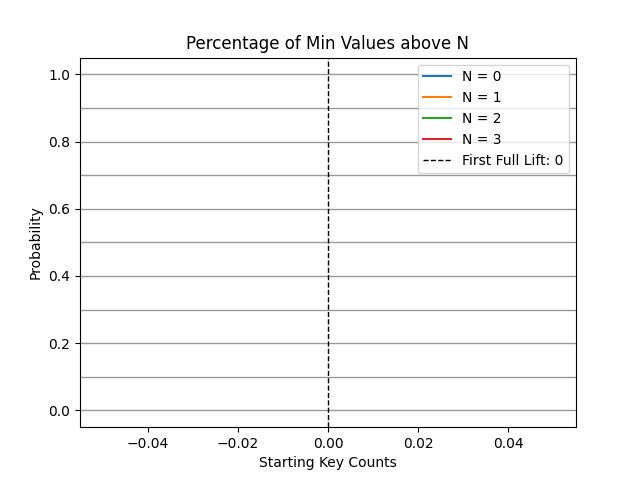 Percentage of Min Values above N
1.0
0.8
0.6
0.4
0.2
0.0
Probability
N = 0
N = 1
N = 2
N = 3
First Full Lift: 0
−0.04
−0.02
0.00
0.02
0.04
Starting Key Counts